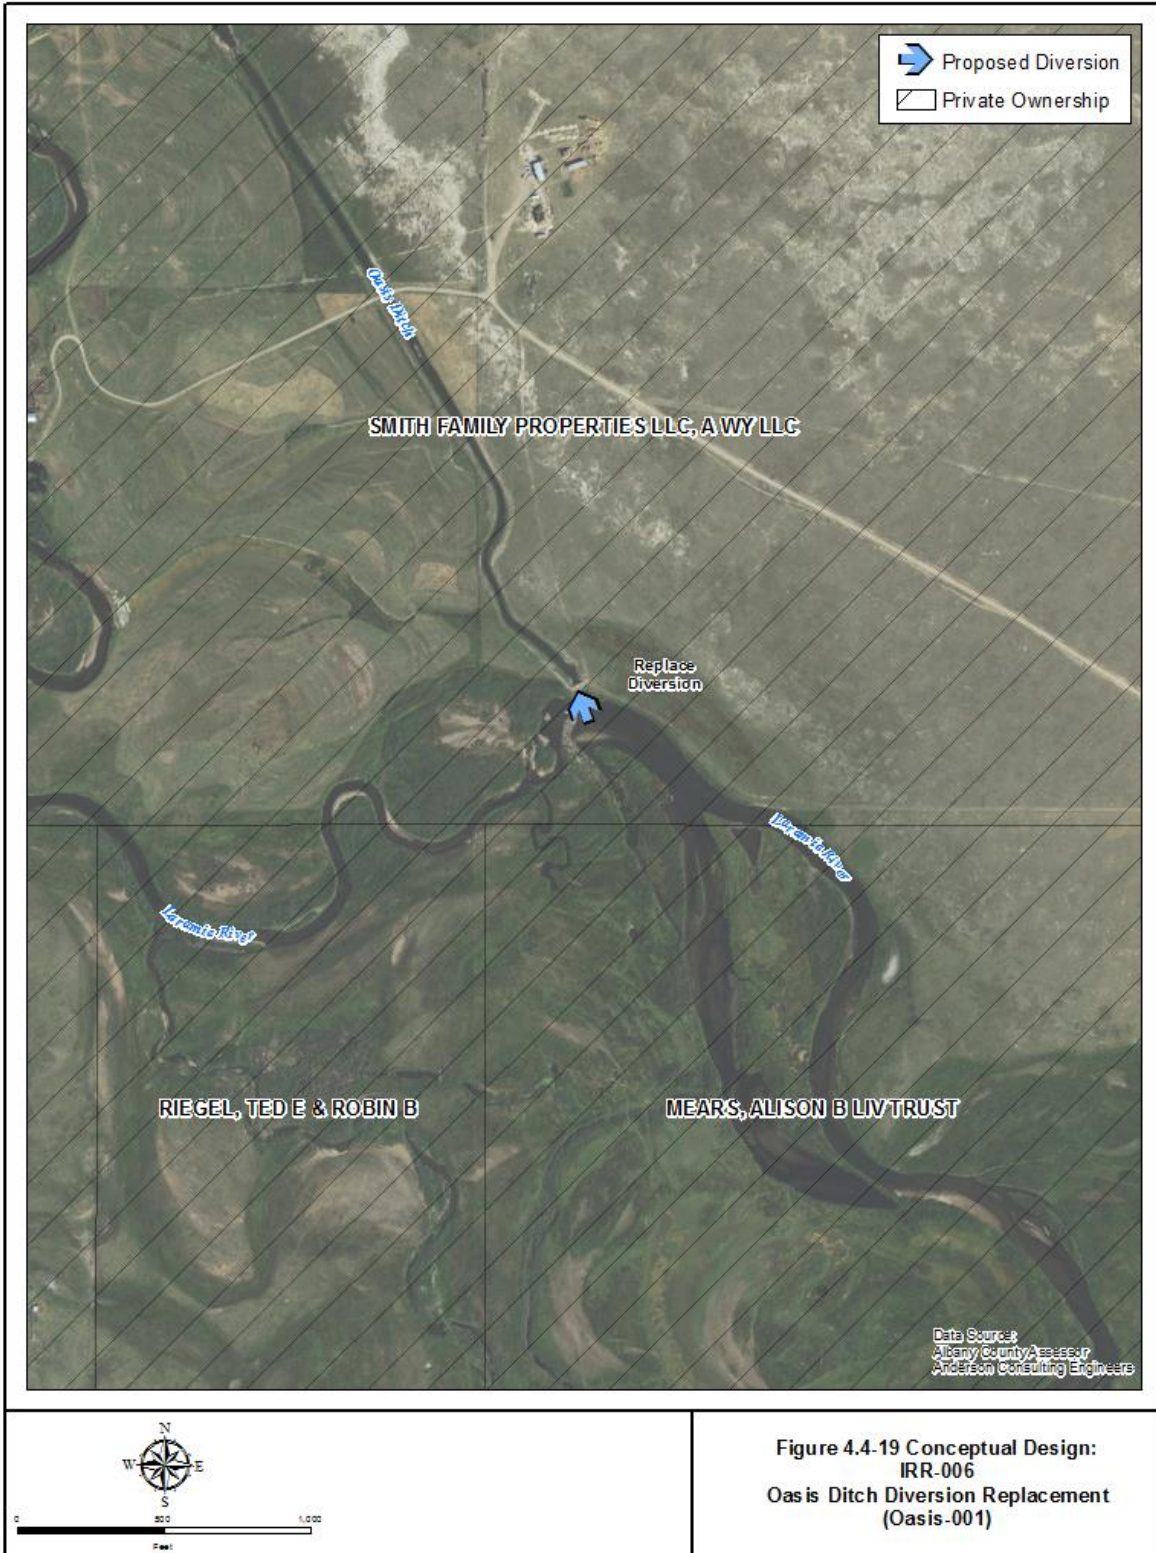 Proposed Diversion
Private Ownership
Oasis Ditch
SMITH FAMILY PROPERTIES LLC, A WY LLC
Replace
Diversion
Laramie River
Laramie River
RIEGEL, TED E & ROBIN B
MEARS, ALISON B LIV TRUST
Data Source:
Albany County Assessor
Anderson Consulting Engineers
N
W
E
S
0
500
1,000
Feet
Figure 4.4-19 Conceptual Design:
IRR-006
Oasis Ditch Diversion Replacement
(Oasis-001)